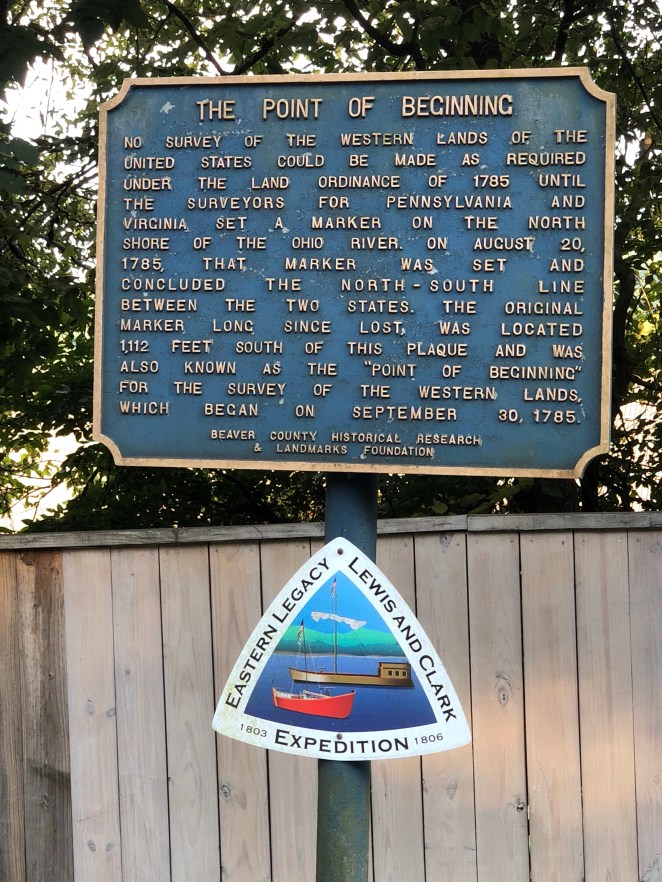 THE POINT OF BEGINNING
NO SURVEY OF THE WESTERN LANDS OF THE
UNITED STATES COULD BE MADE AS REQUIRED
UNDER THE LAND ORDINANCE OF 1785 UNTIL
THE SURVEYORS FOR PENNSYLVANIA AND
VIRGINIA SET A MARKER ON THE NORTH
SHORE OF THE OHIO RIVER. ON AUGUST 20,
1785, THAT MARKER WAS SET AND
CONCLUDED THE NORTH-SOUTH LINE
BETWEEN THE TWO STATES. THE ORIGINAL
MARKER, LONG SINCE LOST, WAS LOCATED
1,112 FEET SOUTH OF THIS PLAQUE AND WAS
ALSO KNOWN AS THE "POINT OF BEGINNING"
FOR THE SURVEY OF THE WESTERN LANDS,
WHICH BEGAN ON SEPTEMBER 30, 1785.
BEAVER COUNTY HISTORICAL RESEARCH
& LANDMARKS FOUNDATION
EASTERN LEGACY
LEWIS AND CLARK
1803 EXPEDITION 1806